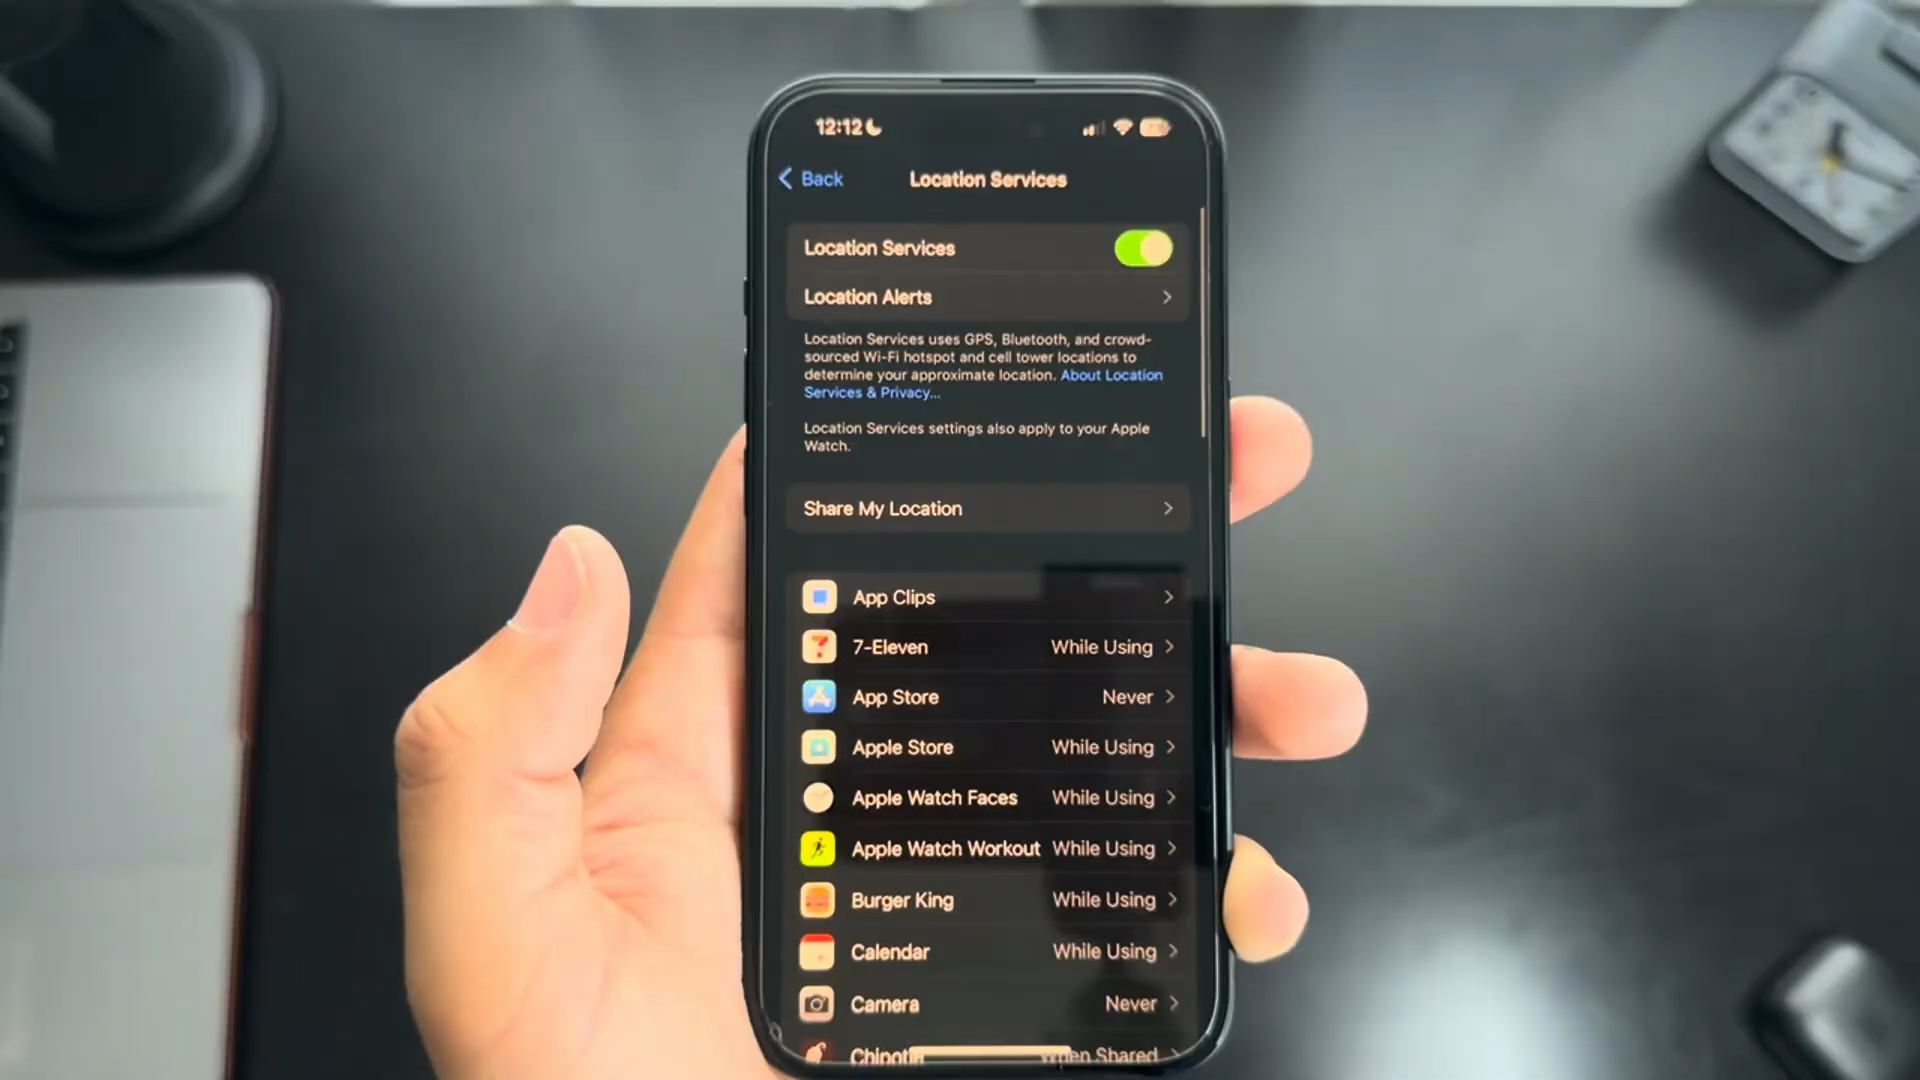 12:12
Back
Location Services
Location Services
Location Alerts
Location Services uses GPS, Bluetooth, and crowd-
sourced Wi-Fi hotspot and cell tower locations to
determine your approximate location. About Location
Services & Privacy...
Location Services settings also apply to your Apple
Watch.
Share My Location
App Clips
7-Eleven While Using
App Store Never
Apple Store While Using
Apple Watch Faces While Using
Apple Watch Workout While Using
Burger King While Using
Calendar While Using
Camera Never
Chipotle When Shared